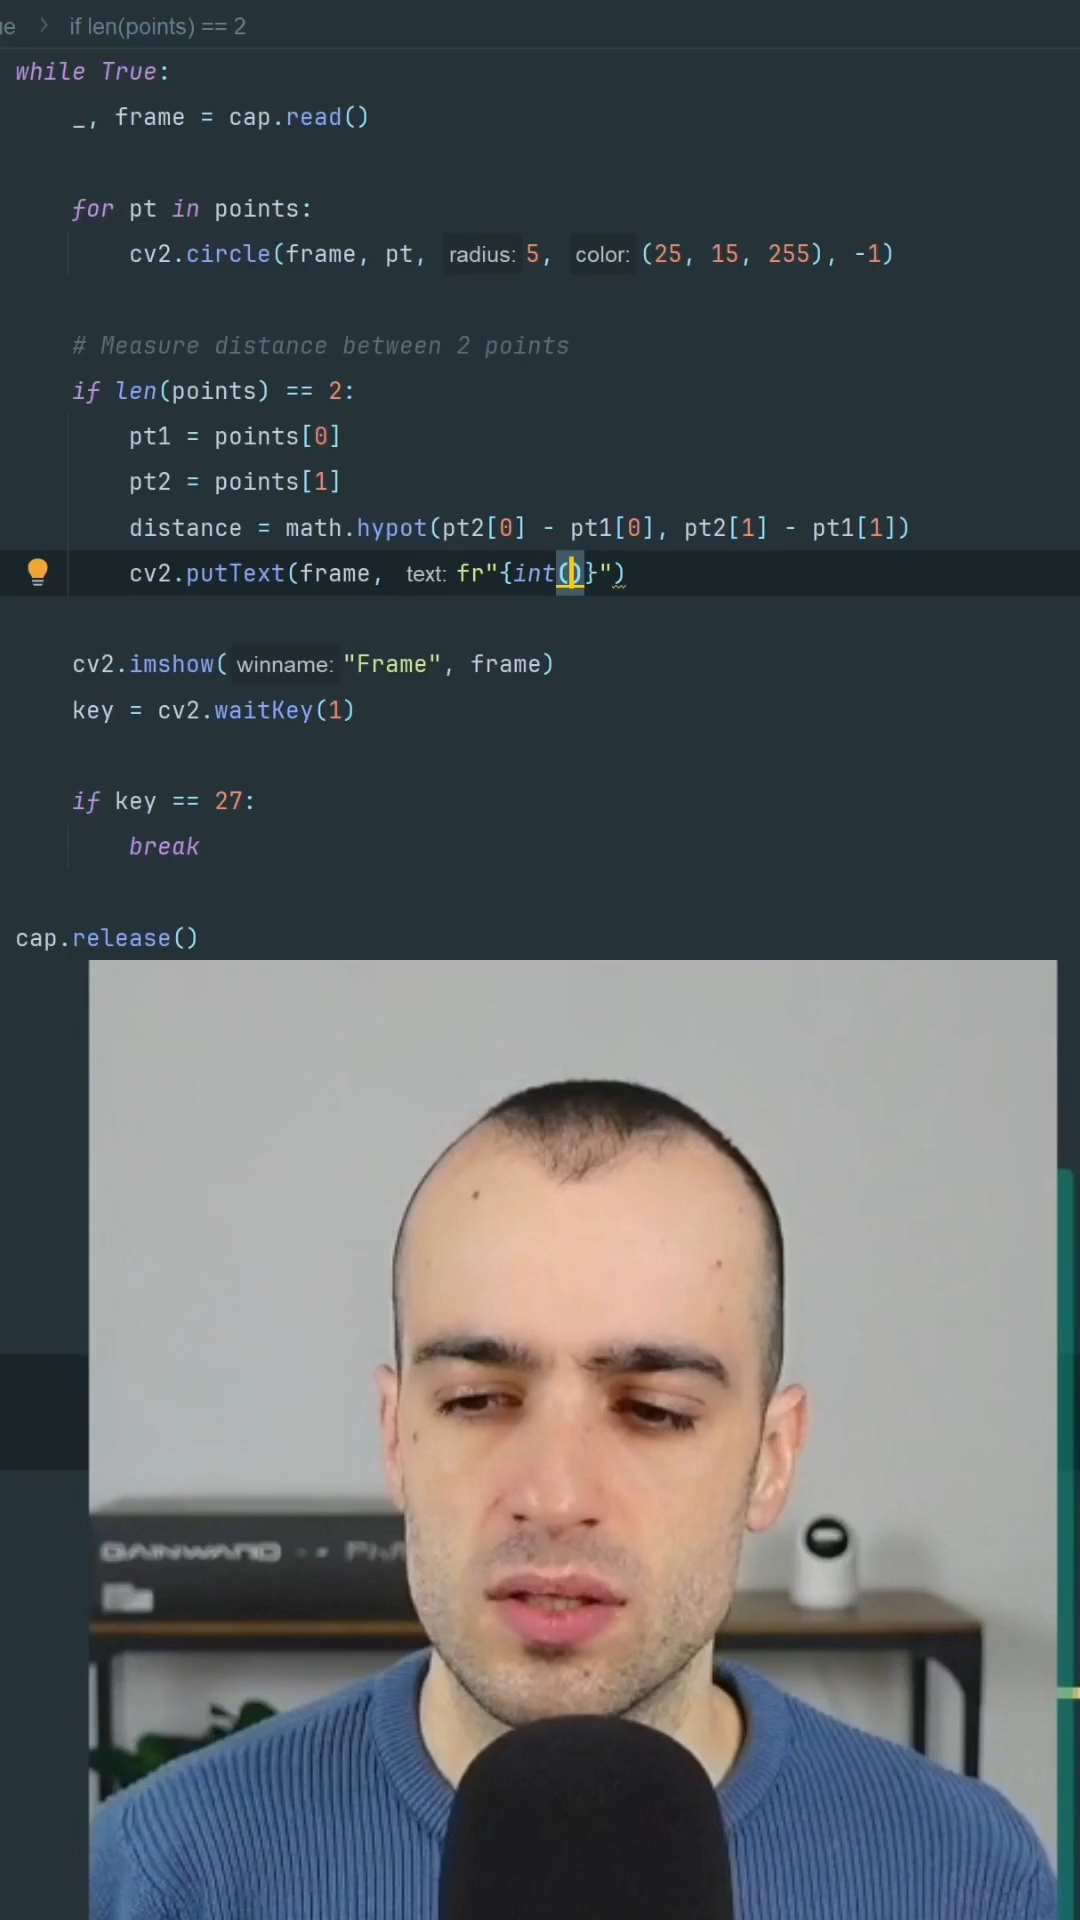 if len(points) == 2
while True:
_, frame = cap.read()
for pt in points:
cv2.circle(frame, pt, radius: 5, color: (25, 15, 255), -1)
# Measure distance between 2 points
if len(points) == 2:
pt1 = points[0]
pt2 = points[1]
distance = math.hypot(pt2[0] - pt1[0], pt2[1] - pt1[1])
cv2.putText(frame, text: fr"{int()}")
cv2.imshow( winname: "Frame", frame)
key = cv2.waitKey(1)
if key == 27:
break
cap.release()
GAINWARD